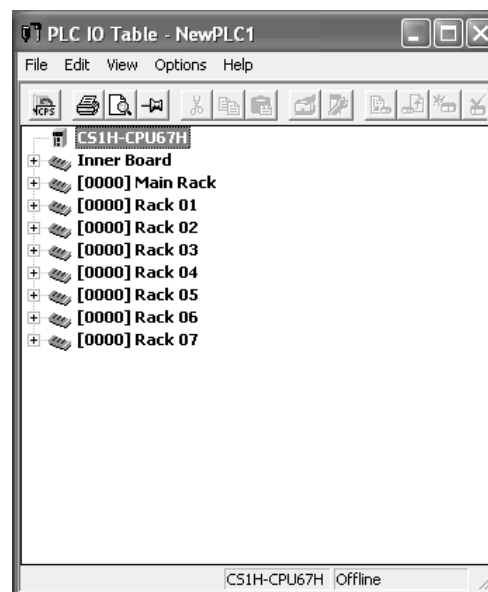 PLC IO Table - NewPLC1
File Edit View Options Help
CPS
CS1H-CPU67H
Inner Board
[0000] Main Rack
[0000] Rack 01
[0000] Rack 02
[0000] Rack 03
[0000] Rack 04
[0000] Rack 05
[0000] Rack 06
[0000] Rack 07
CS1H-CPU67H Offline